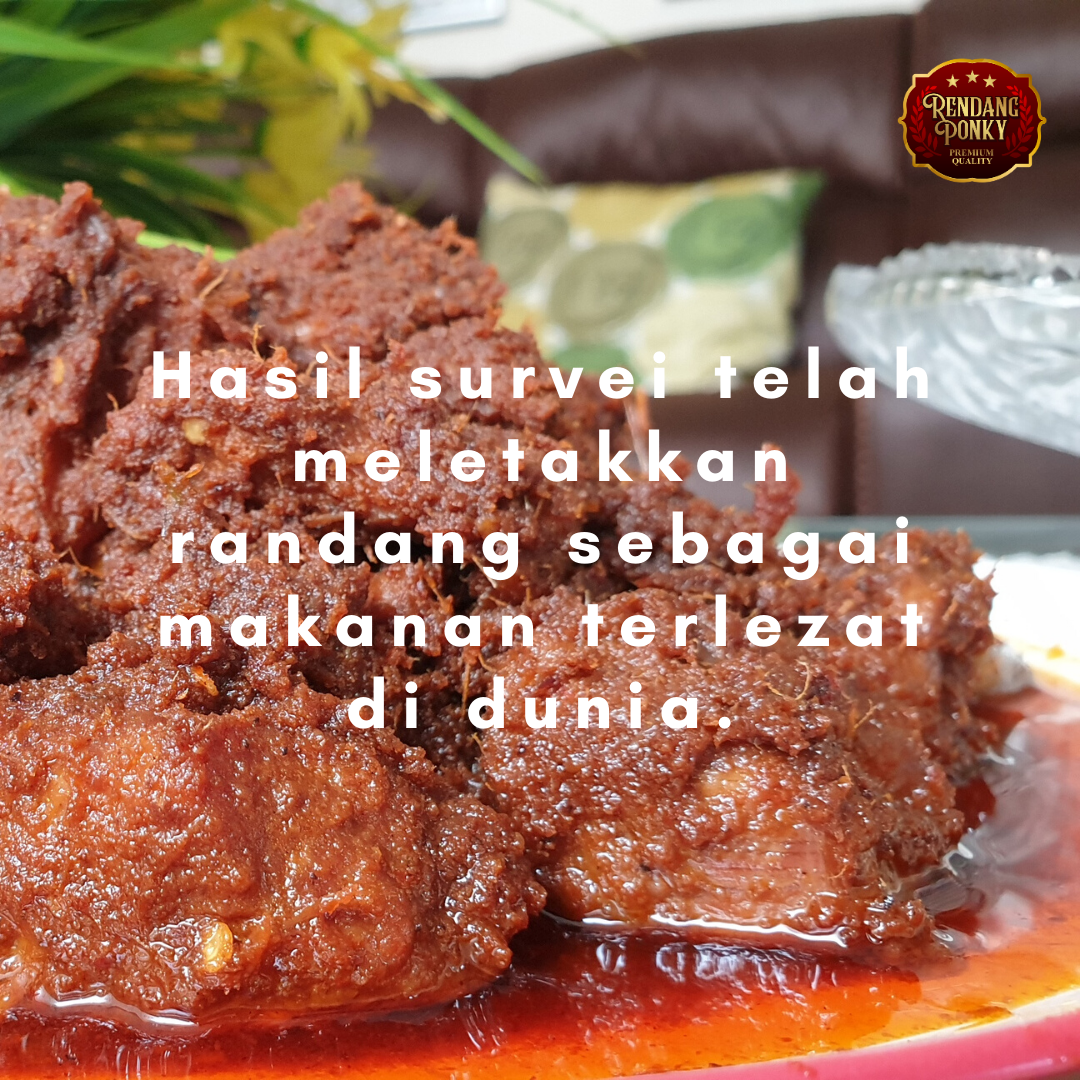 RENDANG
PONKY
PREMIUM
QUALITY
Hasil survei telah
meletakkan
randang sebagai
makanan terlezat
di dunia.